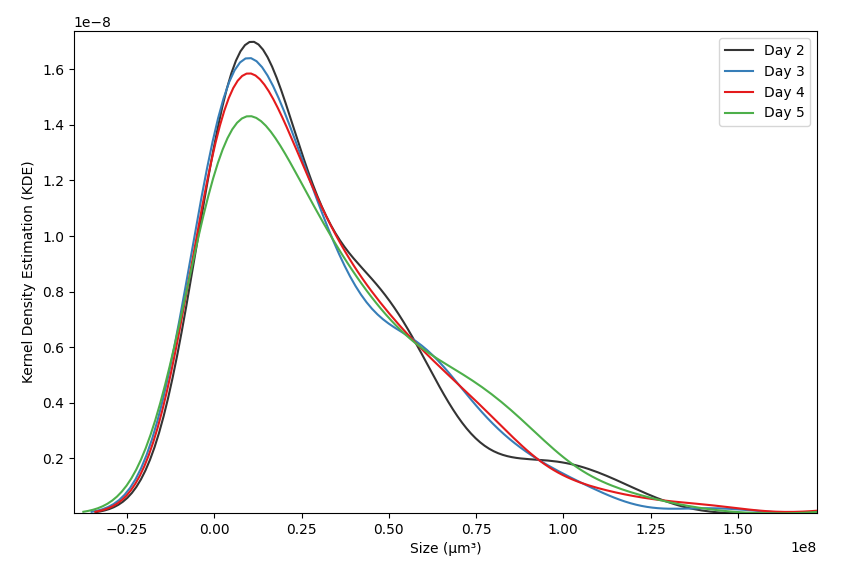 1e−8
Day 2
Day 3
Day 4
Day 5
1.6
1.4
1.2
1.0
0.8
0.6
0.4
0.2
Kernel Density Estimation (KDE)
−0.25 0.00 0.25 0.50 0.75 1.00 1.25 1.50
Size (μm³)
1e8